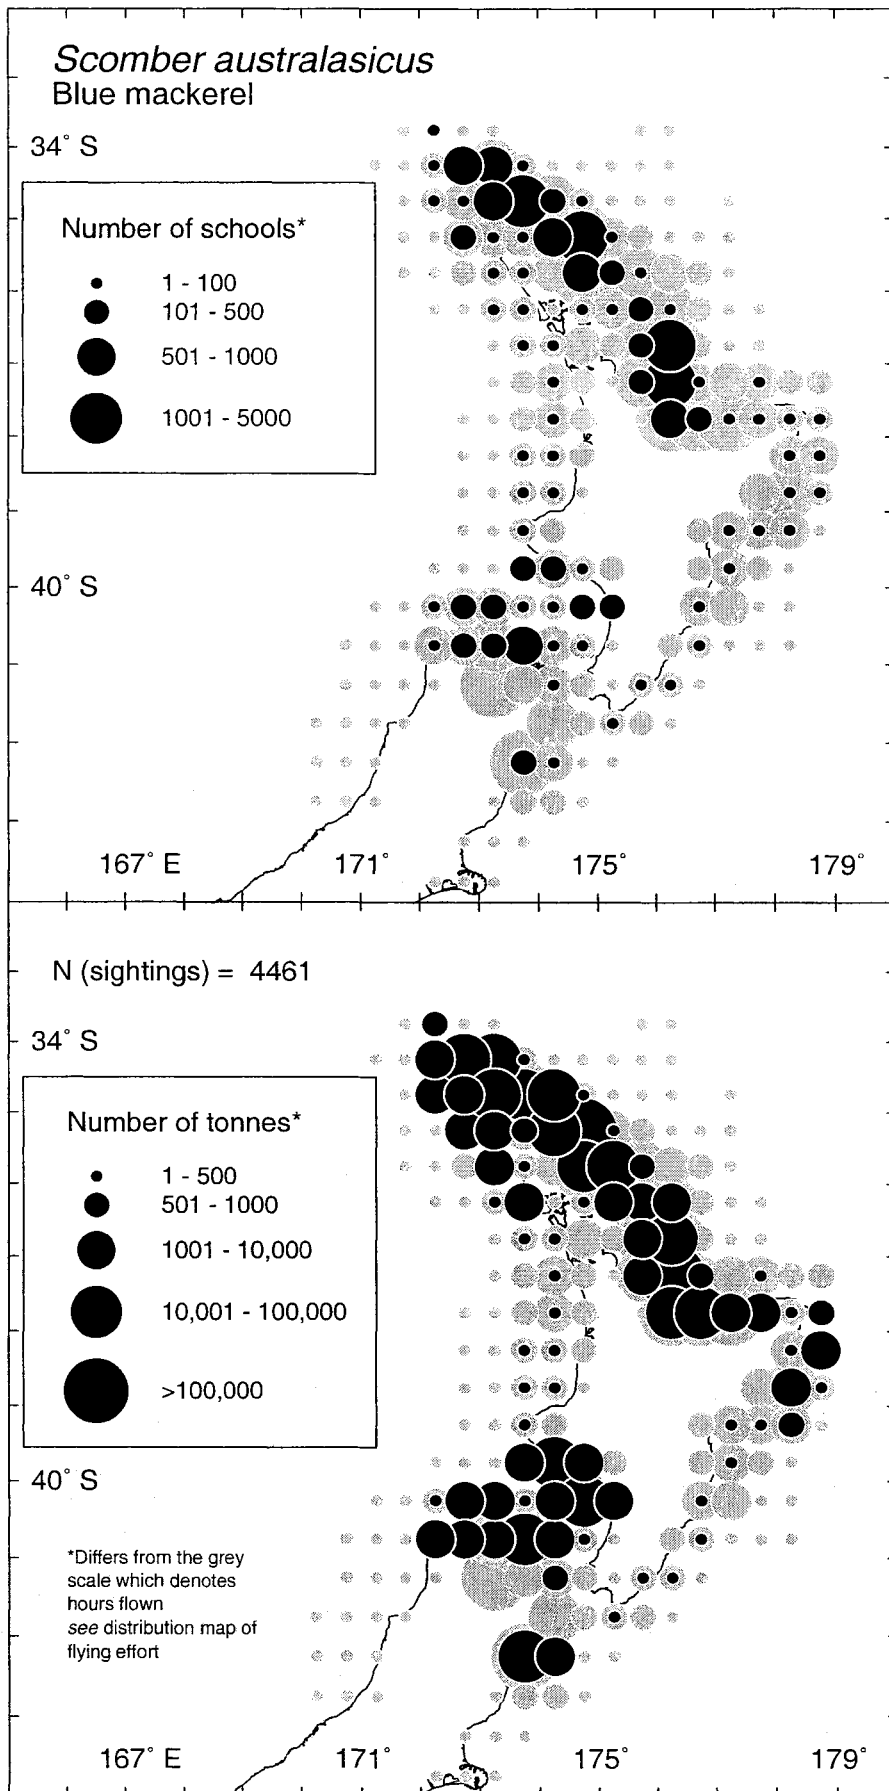 Scomber australasicus
Blue mackerel
34° S
Number of schools*
1 - 100
101 - 500
501 - 1000
1001 - 5000
40° S
167° E 171° 175° 179°
N (sightings) = 4461
34° S
Number of tonnes*
1 - 500
501 - 1000
1001 - 10,000
10,001 - 100,000
>100,000
40° S
*Differs from the grey
scale which denotes
hours flown
see distribution map of
flying effort
167° E 171° 175° 179°